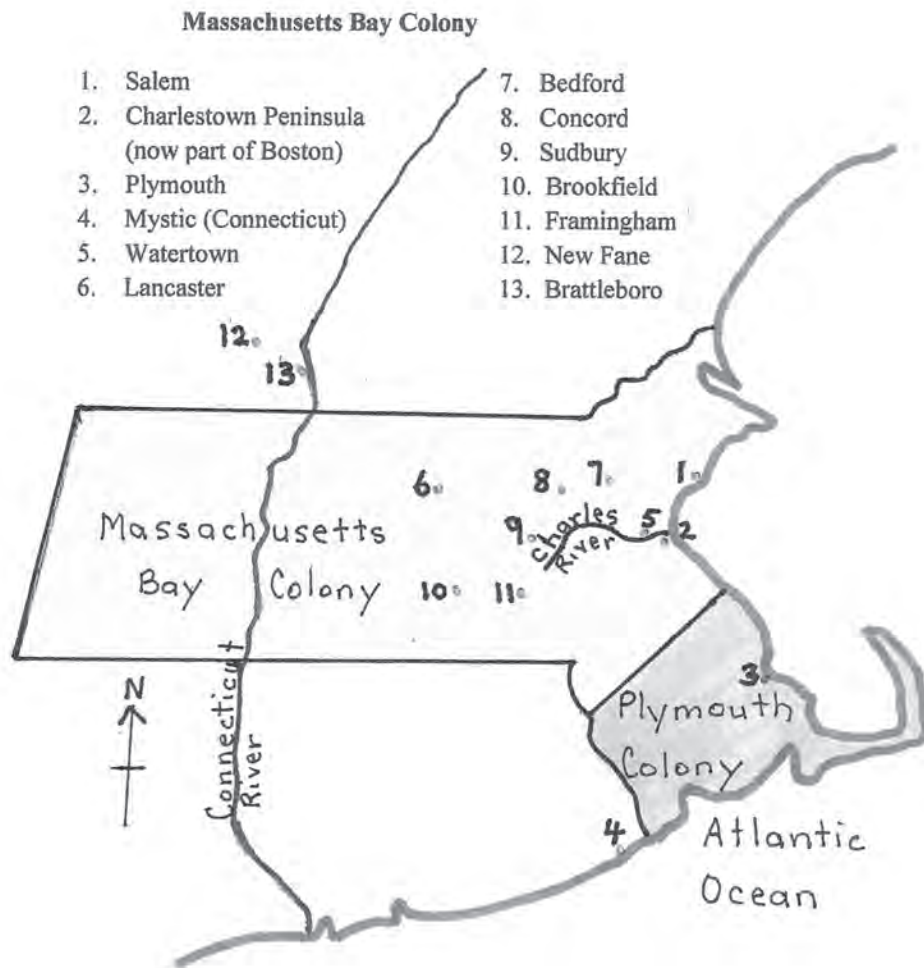 Massachusetts Bay Colony
1. Salem
2. Charlestown Peninsula
(now part of Boston)
3. Plymouth
4. Mystic (Connecticut)
5. Watertown
6. Lancaster
7. Bedford
8. Concord
9. Sudbury
10. Brookfield
11. Framingham
12. New Fane
13. Brattleboro
12
13
6
8
7
1
9
Charles
River
5
2
Massachusetts
Bay Colony
10
11
N
Connecticut
River
3
Plymouth
Colony
4
Atlantic
Ocean